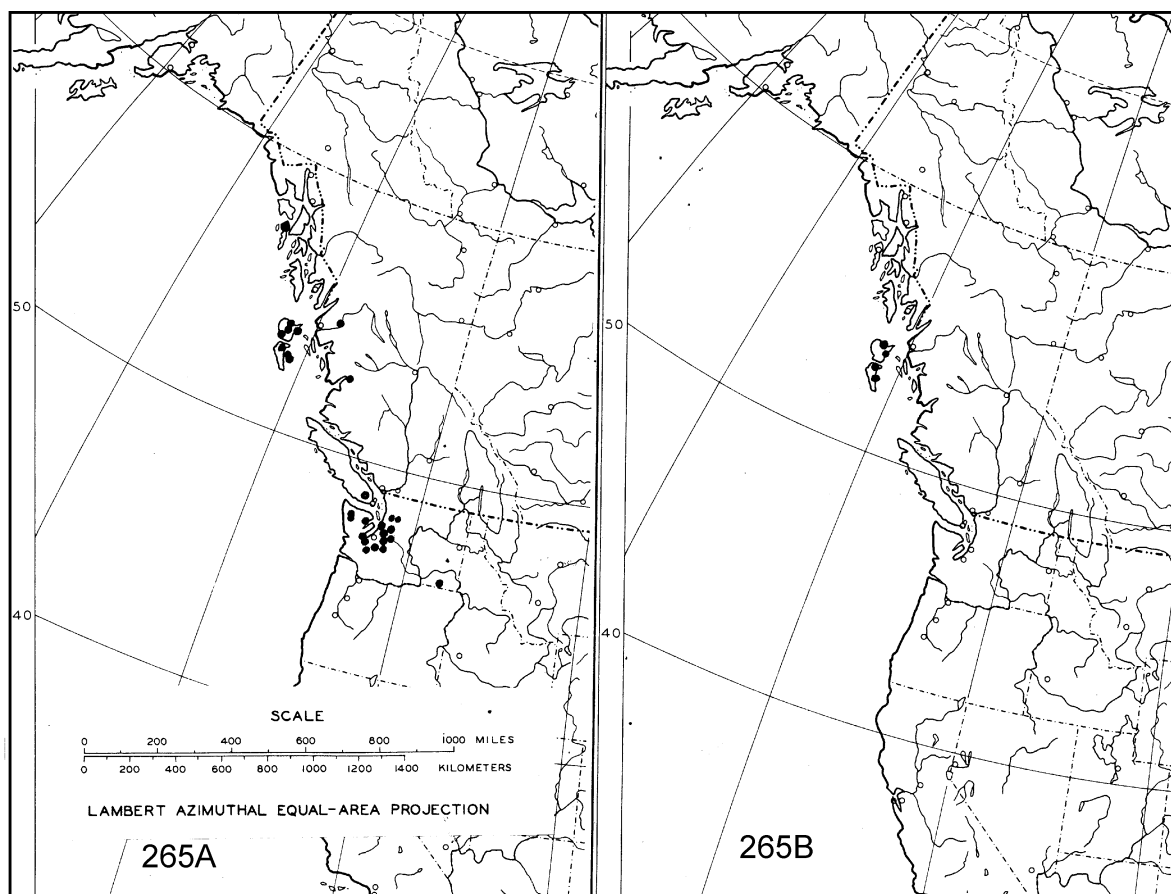 50
40
SCALE
0 200 400 600 800 1000 MILES
0 200 400 600 800 1000 1200 1400 KILOMETERS
LAMBERT AZIMUTHAL EQUAL-AREA PROJECTION
265A
50
40
265B